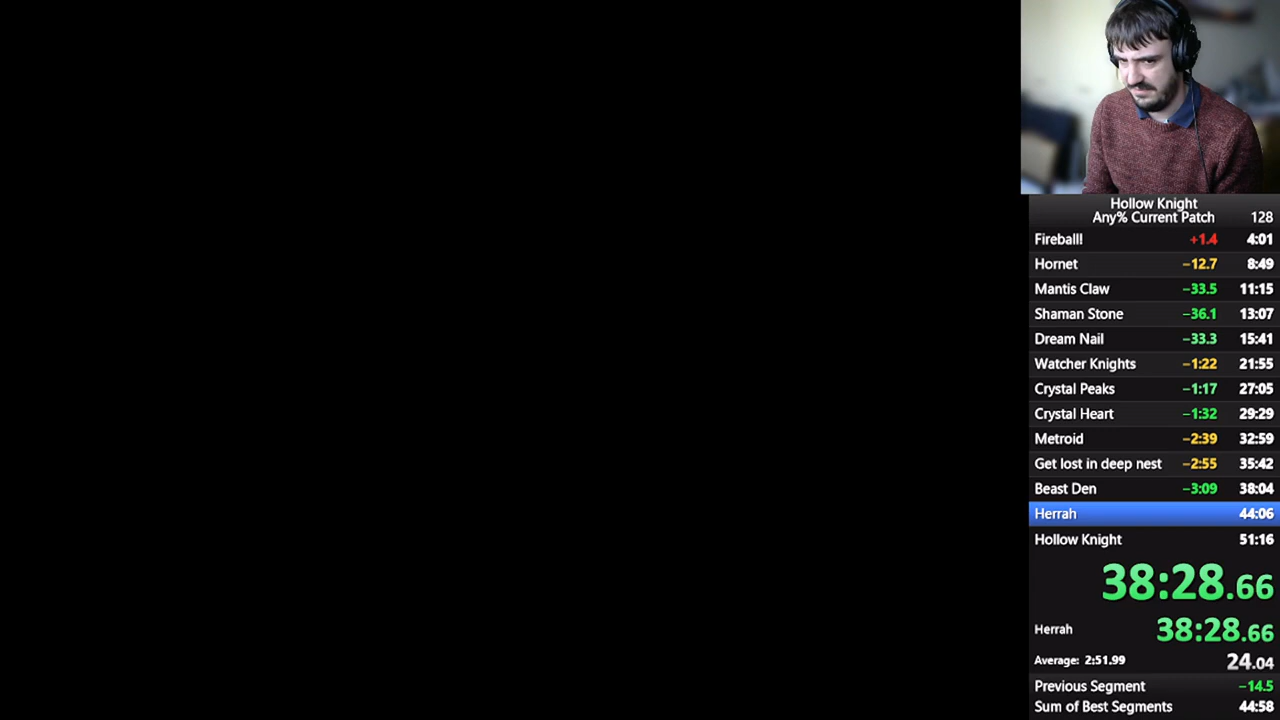 Hollow Knight
Any% Current Patch 128
Fireball! +1.4 4:01
Hornet −12.7 8:49
Mantis Claw −33.5 11:15
Shaman Stone −36.1 13:07
Dream Nail −33.3 15:41
Watcher Knights −1:22 21:55
Crystal Peaks −1:17 27:05
Crystal Heart −1:32 29:29
Metroid −2:39 32:59
Get lost in deep nest −2:55 35:42
Beast Den −3:09 38:04
Herrah 44:06
Hollow Knight 51:16
38:28.66
Herrah 38:28.66
Average: 2:51.99 24.04
Previous Segment −14.5
Sum of Best Segments 44:58